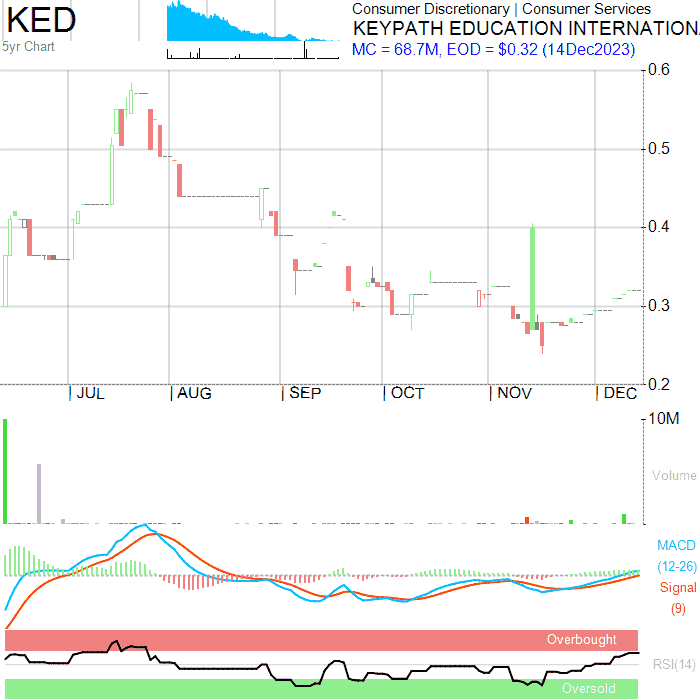 KED
5yr Chart
Consumer Discretionary | Consumer Services
KEYPATH EDUCATION INTERNATION
MC = 68.7M, EOD = $0.32 (14Dec2023)
0.6
0.5
0.4
0.3
0.2
JUL AUG SEP OCT NOV DEC
10M
Volume
MACD
(12-26)
Signal
(9)
Overbought
RSI(14)
Oversold